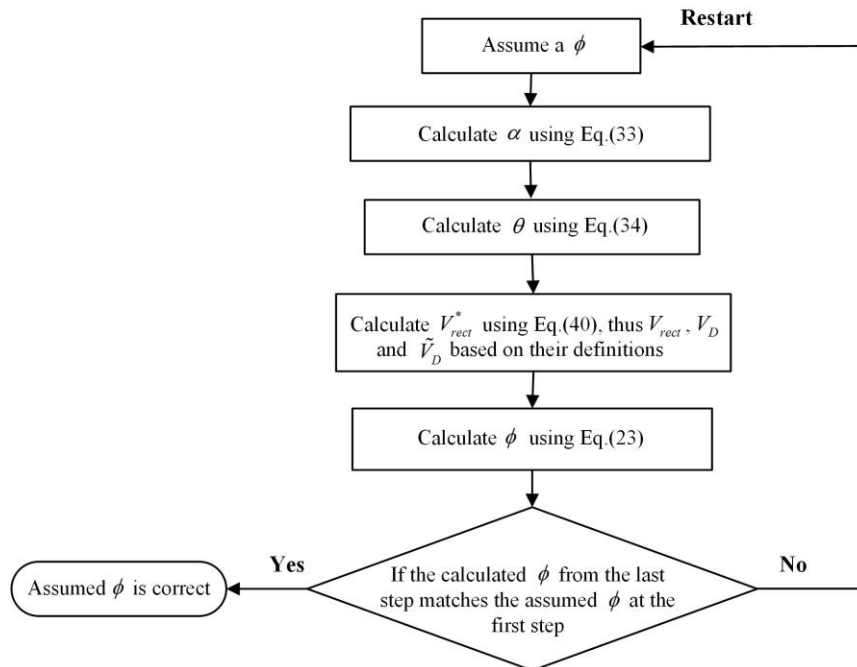 Restart
Assume a ϕ
Calculate α using Eq.(33)
Calculate θ using Eq.(34)
Calculate V*rect using Eq.(40), thus Vrect , VD
and ṼD based on their definitions
Calculate ϕ using Eq.(23)
Yes
No
Assumed ϕ is correct
If the calculated ϕ from the last
step matches the assumed ϕ at the
first step